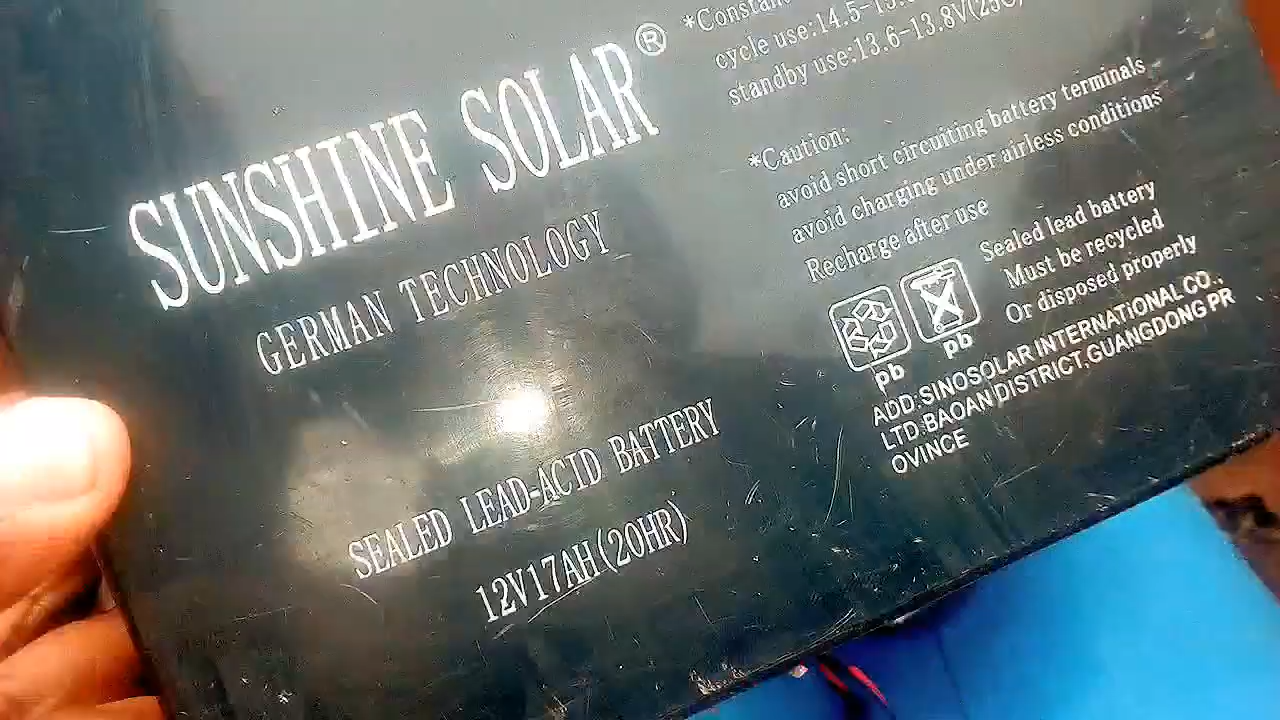 SUNSHINE SOLAR®
GERMAN TECHNOLOGY
SEALED LEAD-ACID BATTERY
12V17AH(20HR)
*Constant
cycle use:14.5-
standby use:13.6-13.8V(25C)
*Caution:
avoid short circuiting battery terminals
avoid charging under airless conditions
Recharge after use
Sealed lead battery
Must be recycled
Or disposed properly
pb
pb
ADD:SINOSOLAR INTERNATIONAL CO.,
LTD.BAOAN DISTRICT,GUANGDONG PR
OVINCE